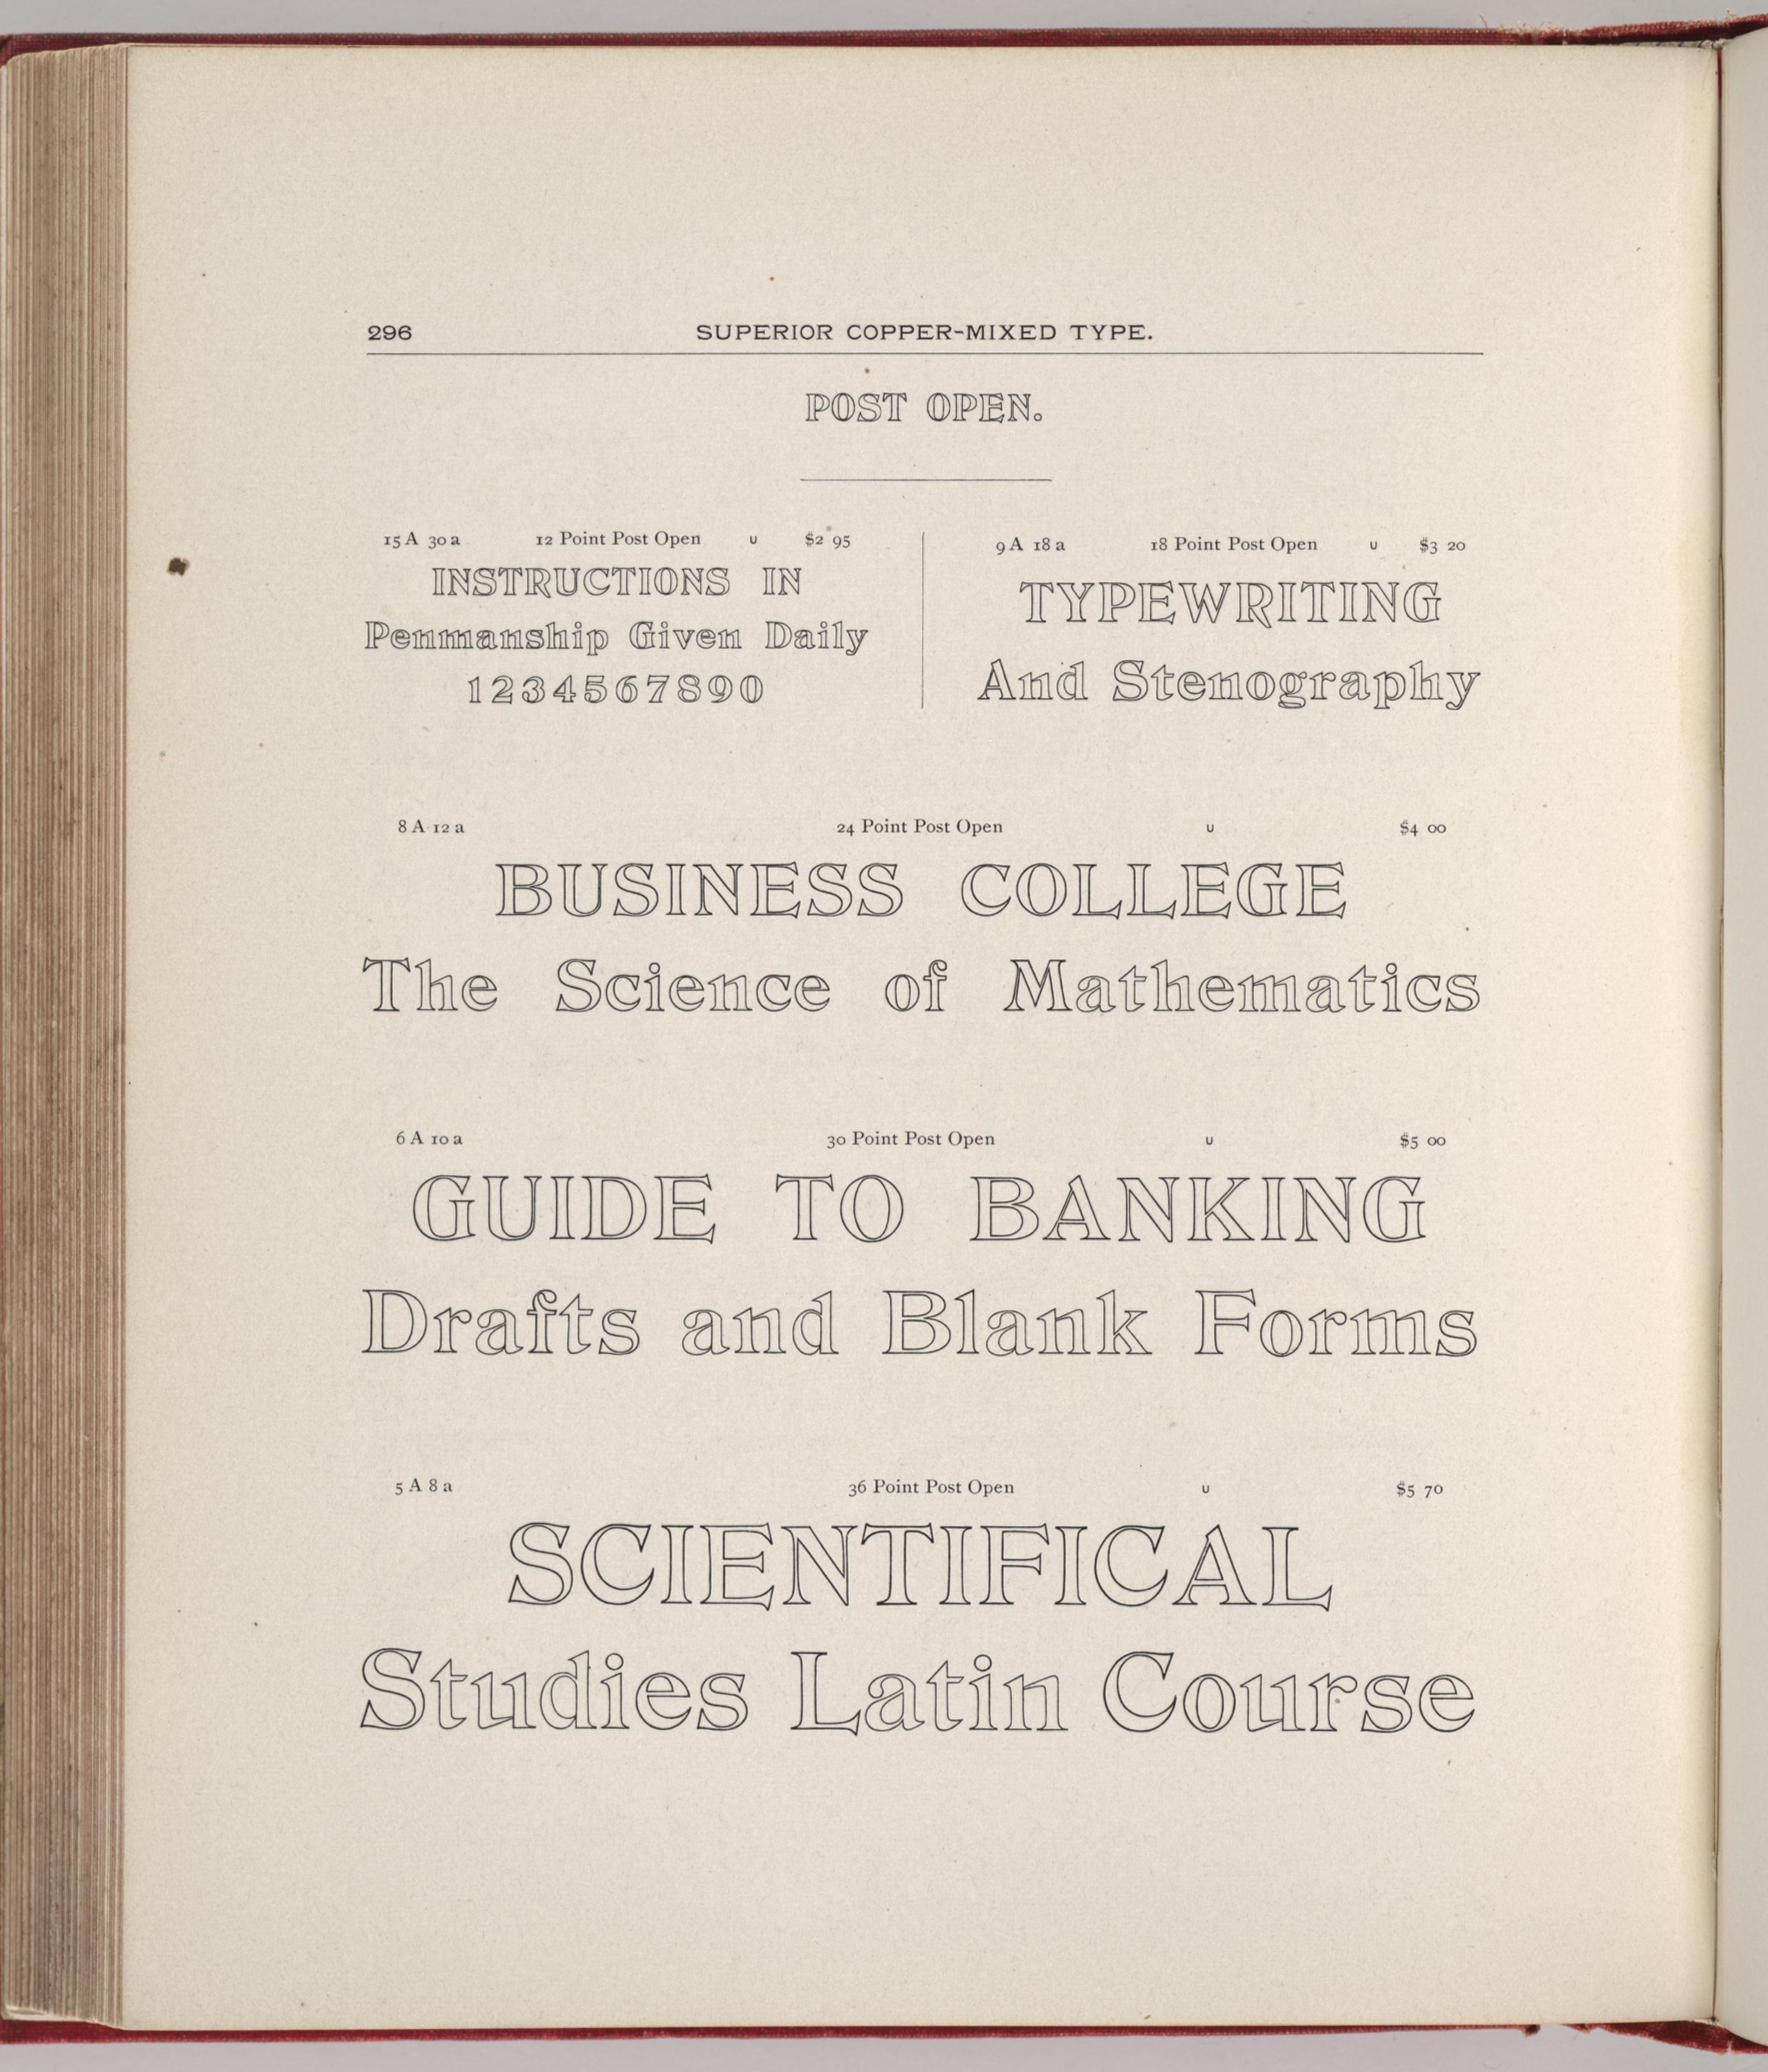 296 SUPERIOR COPPER-MIXED TYPE.
POST OPEN.
15 A 30 a 12 Point Post Open u $2 95
INSTRUCTIONS IN
Penmanship Given Daily
1234567890
9 A 18 a 18 Point Post Open u $3 20
TYPEWRITING
And Stenography
8 A 12 a 24 Point Post Open u $4 00
BUSINESS COLLEGE
The Science of Mathematics
6 A 10 a 30 Point Post Open u $5 00
GUIDE TO BANKING
Drafts and Blank Forms
5 A 8 a 36 Point Post Open u $5 70
SCIENTIFICAL
Studies Latin Course